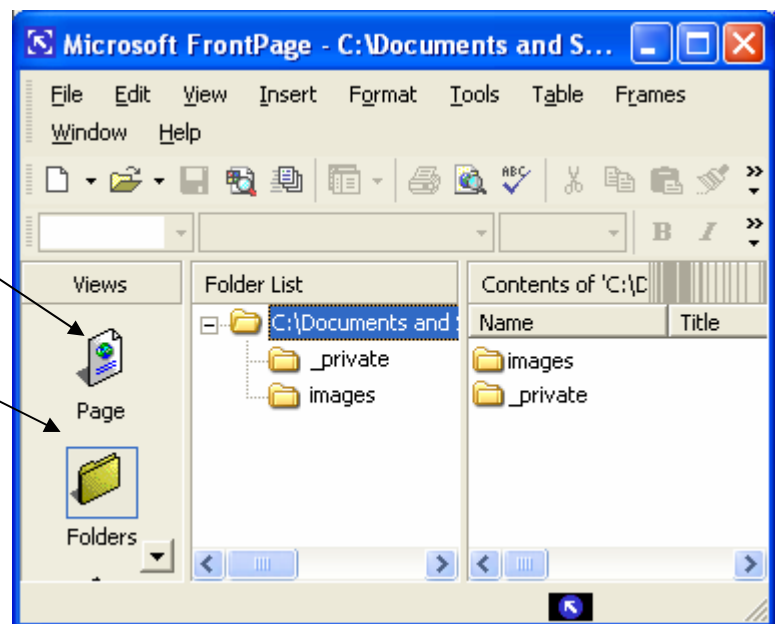 Microsoft FrontPage - C:\Documents and S...
File Edit View Insert Format Tools Table Frames
Window Help
ABC
B I
Views
Folder List
Contents of 'C:\D
C:\Documents and
Name Title
_private
images
images
_private
Page
Folders